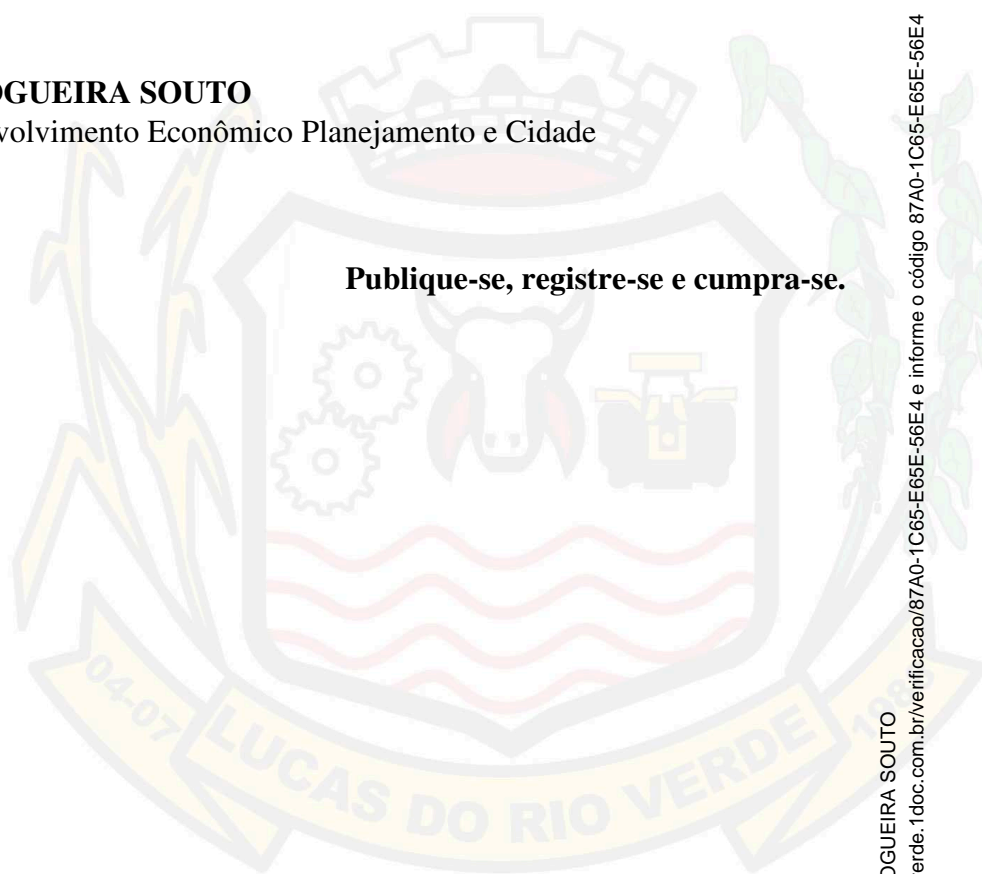 OGUEIRA SOUTO
volvimento Econômico Planejamento e Cidade
Publique-se, registre-se e cumpra-se.
04-07
LUCAS DO RIO VERDE
OGUEIRA SOUTO
erde.1doc.com.br/verificacao/87A0-1C65-E65E-56E4 e informe o código 87A0-1C65-E65E-56E4